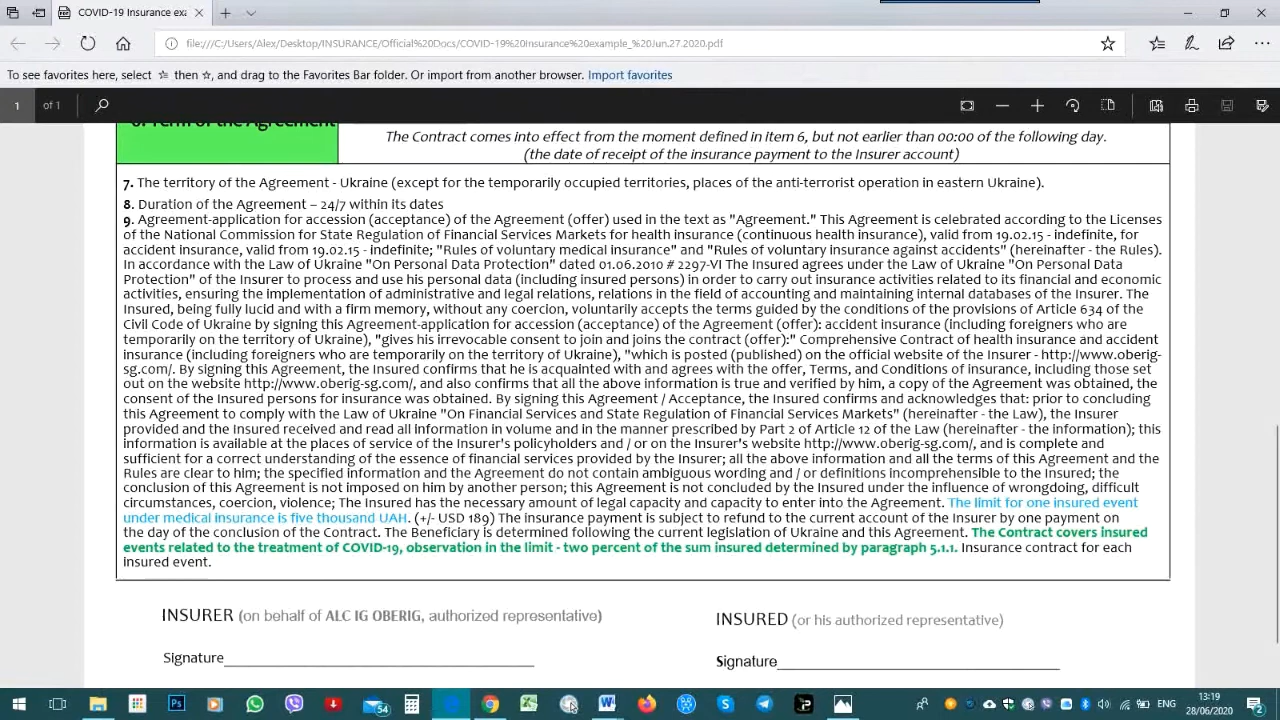 COVID-19 Insurance exa
file:///C:/Users/Alex/Desktop/INSURANCE/Official%20Docs/COVID-19%20Insurance%20example_%20Jun.27.2020.pdf
To see favorites here, select ☆ then ☆, and drag to the Favorites Bar folder. Or import from another browser. Import favorites
1 of 1
6. Term of the Agreement
The Contract comes into effect from the moment defined in item 6, but not earlier than 00:00 of the following day.
(the date of receipt of the insurance payment to the Insurer account)
7. The territory of the Agreement - Ukraine (except for the temporarily occupied territories, places of the anti-terrorist operation in eastern Ukraine).
8. Duration of the Agreement – 24/7 within its dates
9. Agreement-application for accession (acceptance) of the Agreement (offer) used in the text as "Agreement." This Agreement is celebrated according to the Licenses
of the National Commission for State Regulation of Financial Services Markets for health insurance (continuous health insurance), valid from 19.02.15 - indefinite, for
accident insurance, valid from 19.02.15 - indefinite; "Rules of voluntary medical insurance" and "Rules of voluntary insurance against accidents" (hereinafter - the Rules).
In accordance with the Law of Ukraine "On Personal Data Protection" dated 01.06.2010 # 2297-VI The Insured agrees under the Law of Ukraine "On Personal Data
Protection" of the Insurer to process and use his personal data (including insured persons) in order to carry out insurance activities related to its financial and economic
activities, ensuring the implementation of administrative and legal relations, relations in the field of accounting and maintaining internal databases of the Insurer. The
Insured, being fully lucid and with a firm memory, without any coercion, voluntarily accepts the terms guided by the conditions of the provisions of Article 634 of the
Civil Code of Ukraine by signing this Agreement-application for accession (acceptance) of the Agreement (offer): accident insurance (including foreigners who are
temporarily on the territory of Ukraine), "gives his irrevocable consent to join and joins the contract (offer):" Comprehensive Contract of health insurance and accident
insurance (including foreigners who are temporarily on the territory of Ukraine), "which is posted (published) on the official website of the Insurer - http://www.oberig-
sg.com/. By signing this Agreement, the Insured confirms that he is acquainted with and agrees with the offer, Terms, and Conditions of insurance, including those set
out on the website http://www.oberig-sg.com/, and also confirms that all the above information is true and verified by him, a copy of the Agreement was obtained, the
consent of the Insured persons for insurance was obtained. By signing this Agreement / Acceptance, the Insured confirms and acknowledges that: prior to concluding
this Agreement to comply with the Law of Ukraine "On Financial Services and State Regulation of Financial Services Markets" (hereinafter - the Law), the Insurer
provided and the Insured received and read all information in volume and in the manner prescribed by Part 2 of Article 12 of the Law (hereinafter - the information); this
information is available at the places of service of the Insurer's policyholders and / or on the Insurer's website http://www.oberig-sg.com/, and is complete and
sufficient for a correct understanding of the essence of financial services provided by the Insurer; all the above information and all the terms of this Agreement and the
Rules are clear to him; the specified information and the Agreement do not contain ambiguous wording and / or definitions incomprehensible to the Insured; the
conclusion of this Agreement is not imposed on him by another person; this Agreement is not concluded by the Insured under the influence of wrongdoing, difficult
circumstances, coercion, violence; The Insured has the necessary amount of legal capacity and capacity to enter into the Agreement. The limit for one insured event
under medical insurance is five thousand UAH. (+/- USD 189) The insurance payment is subject to refund to the current account of the Insurer by one payment on
the day of the conclusion of the Contract. The Beneficiary is determined following the current legislation of Ukraine and this Agreement. The Contract covers insured
events related to the treatment of COVID-19, observation in the limit - two percent of the sum insured determined by paragraph 5.1.1. Insurance contract for each
insured event.
INSURER (on behalf of ALC IG OBERIG, authorized representative)
INSURED (or his authorized representative)
Signature
Signature
54
ENG
13:19
28/06/2020
2